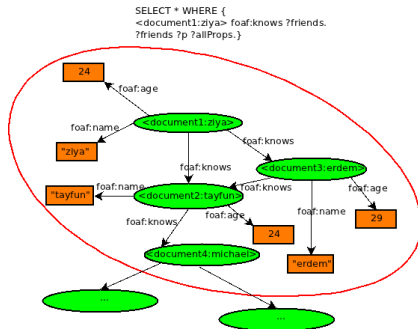 SELECT * WHERE {
<document1:ziya> foaf:knows ?friends.
?friends ?p ?allProps.}
24
foaf:age
<document1:ziya>
foaf:name
foaf:knows
"ziya"
foaf:knows
<document3:erdem>
"tayfun"
foaf:name
<document2:tayfun>
foaf:knows
foaf:age
foaf:knows
foaf:age
foaf:name
29
24
<document4:michael>
"erdem"
...
...